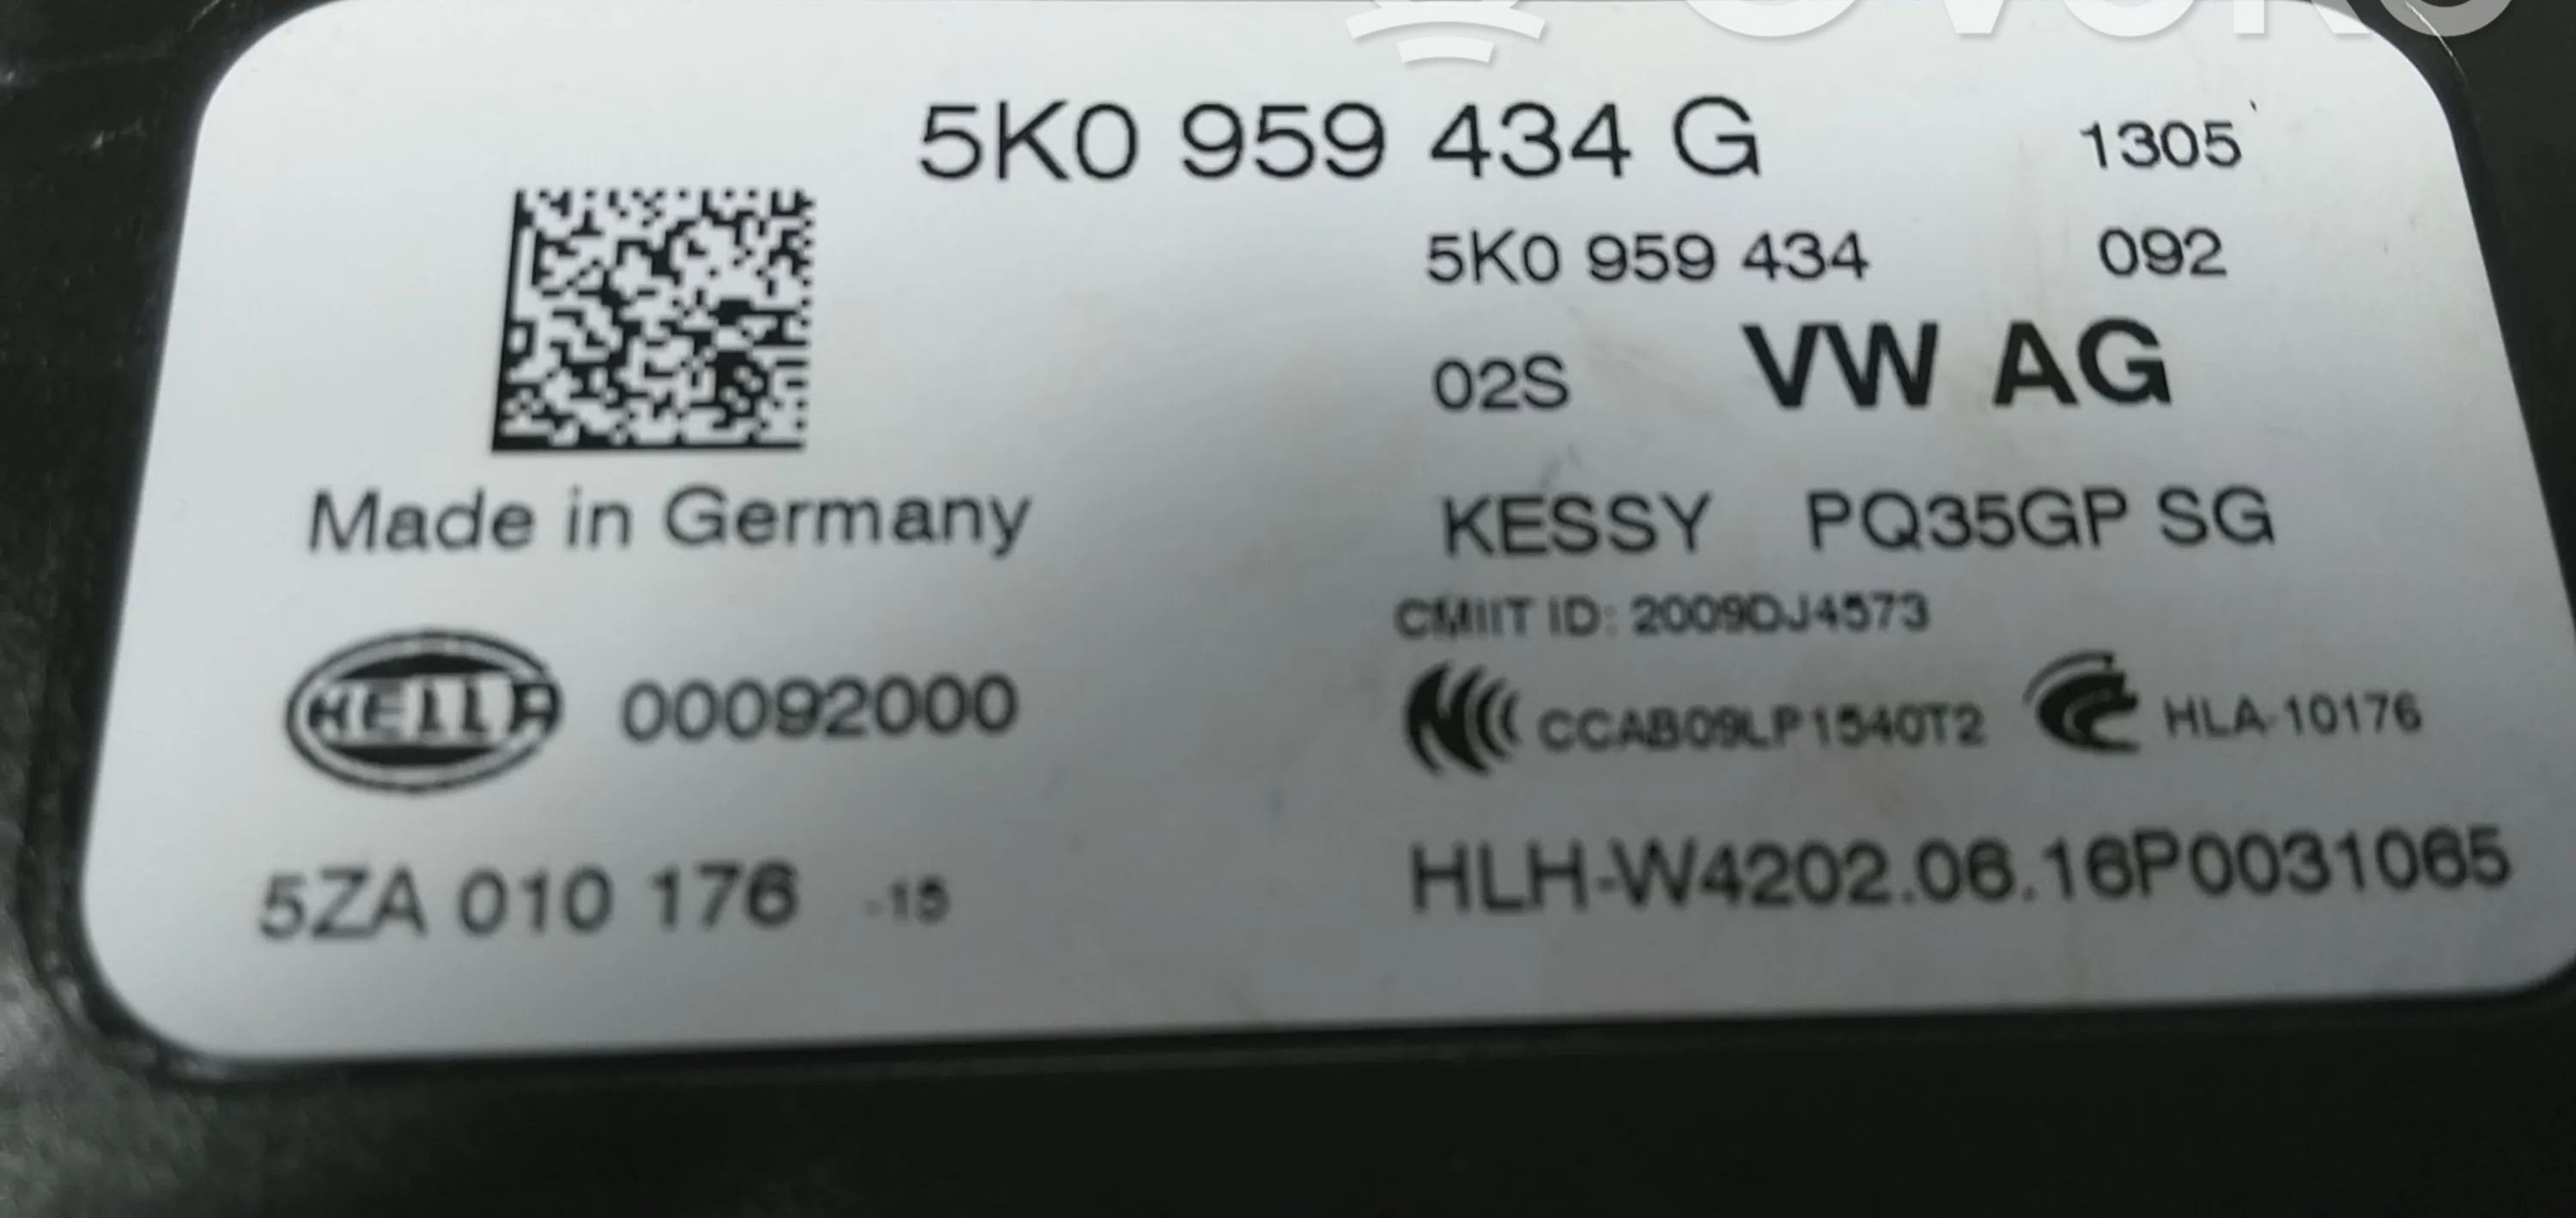 5K0 959 434 G 1305
5K0 959 434 092
02S VW AG
Made in Germany KESSY PQ35GP SG
CMIIT ID: 2009DJ4573
HELLA 00092000 CCAB09LP1540T2 HLA-10176
5ZA 010 176 -15 HLH-W4202.06.16P0031065